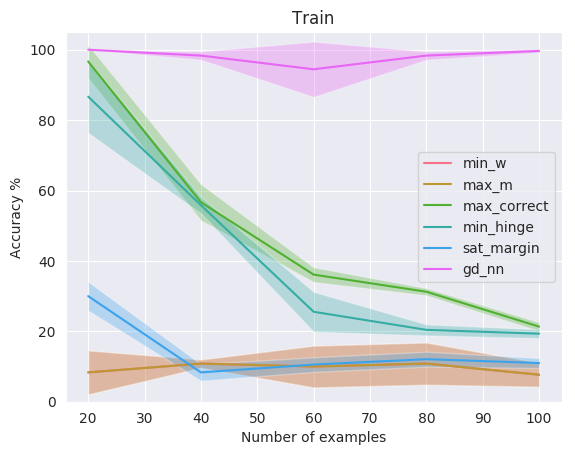 Train
100
80
60
40
20
0
Accuracy %
min_w
max_m
max_correct
min_hinge
sat_margin
gd_nn
20 30 40 50 60 70 80 90 100
Number of examples